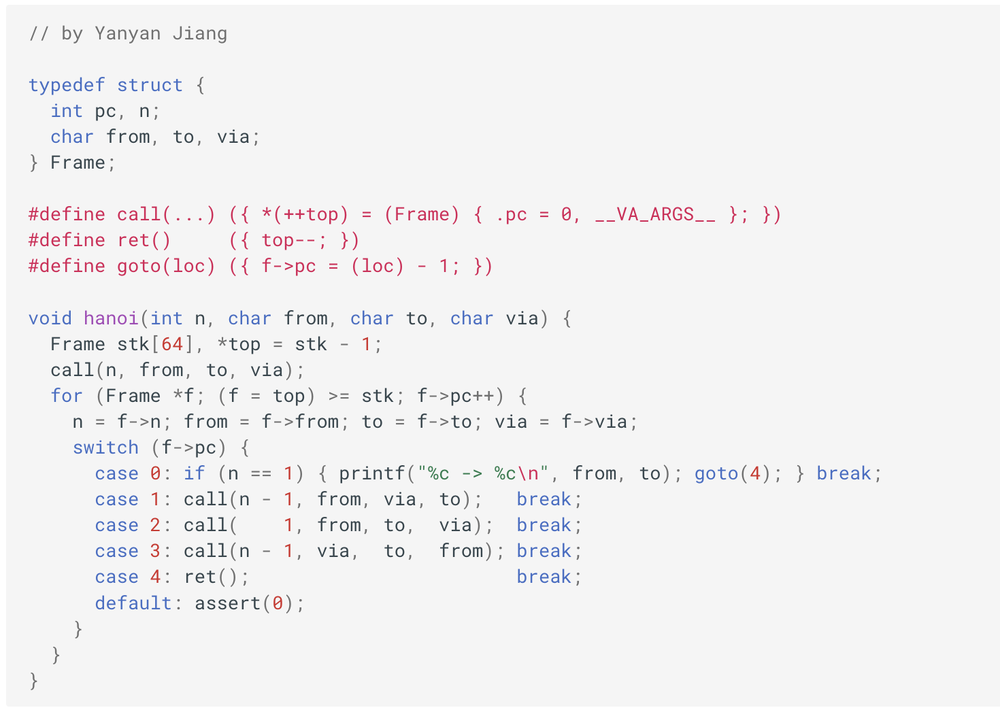 // by Yanyan Jiang

typedef struct {
  int pc, n;
  char from, to, via;
} Frame;

#define call(...) ({ *(++top) = (Frame) { .pc = 0, __VA_ARGS__ }; })
#define ret()     ({ top--; })
#define goto(loc) ({ f->pc = (loc) - 1; })

void hanoi(int n, char from, char to, char via) {
  Frame stk[64], *top = stk - 1;
  call(n, from, to, via);
  for (Frame *f; (f = top) >= stk; f->pc++) {
    n = f->n; from = f->from; to = f->to; via = f->via;
    switch (f->pc) {
      case 0: if (n == 1) { printf("%c -> %c\n", from, to); goto(4); } break;
      case 1: call(n - 1, from, via, to);   break;
      case 2: call(    1, from, to,  via);  break;
      case 3: call(n - 1, via,  to,  from); break;
      case 4: ret();                        break;
      default: assert(0);
    }
  }
}